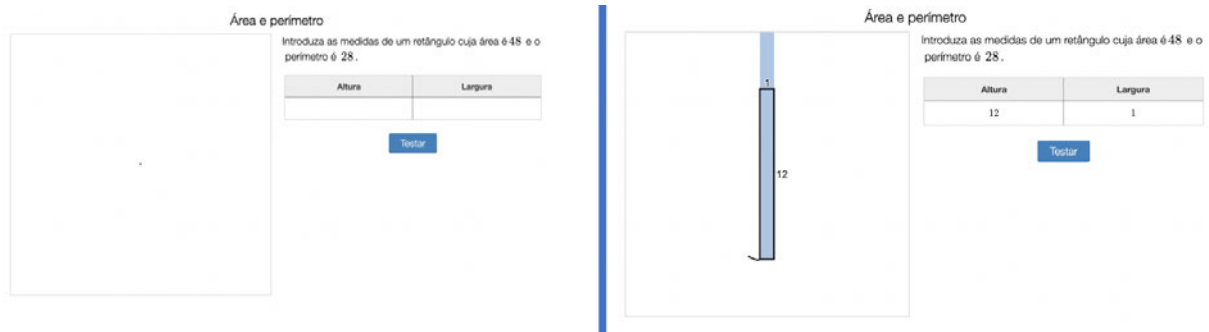 Área e perímetro
Introduza as medidas de um retângulo cuja área é 48 e o
perímetro é 28.
Altura Largura
Testar
Área e perímetro
1
12
Introduza as medidas de um retângulo cuja área é 48 e o
perímetro é 28.
Altura Largura
12 1
Testar